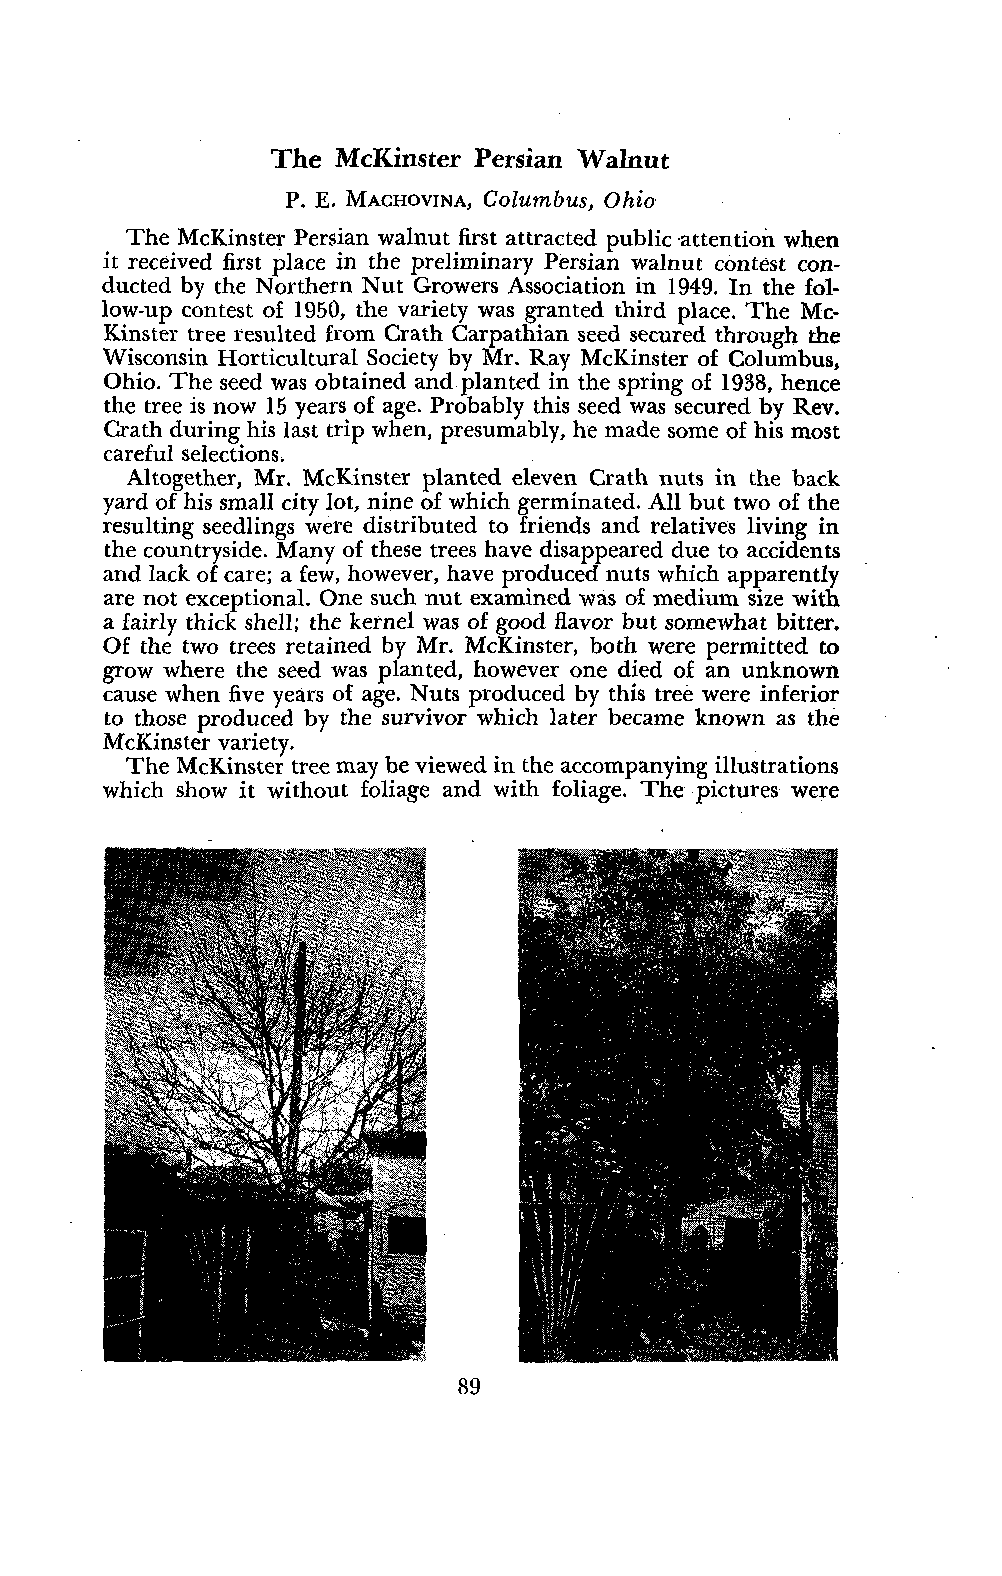 The McKinster Persian Walnut
P. E. MACHOVINA, Columbus, Ohio
The McKinster Persian walnut first attracted public attention when
it received first place in the preliminary Persian walnut contest con-
ducted by the Northern Nut Growers Association in 1949. In the fol-
low-up contest of 1950, the variety was granted third place. The Mc-
Kinster tree resulted from Crath Carpathian seed secured through the
Wisconsin Horticultural Society by Mr. Ray McKinster of Columbus,
Ohio. The seed was obtained and planted in the spring of 1938, hence
the tree is now 15 years of age. Probably this seed was secured by Rev.
Crath during his last trip when, presumably, he made some of his most
careful selections.
Altogether, Mr. McKinster planted eleven Crath nuts in the back
yard of his small city lot, nine of which germinated. All but two of the
resulting seedlings were distributed to friends and relatives living in
the countryside. Many of these trees have disappeared due to accidents
and lack of care; a few, however, have produced nuts which apparently
are not exceptional. One such nut examined was of medium size with
a fairly thick shell; the kernel was of good flavor but somewhat bitter.
Of the two trees retained by Mr. McKinster, both were permitted to
grow where the seed was planted, however one died of an unknown
cause when five years of age. Nuts produced by this tree were inferior
to those produced by the survivor which later became known as the
McKinster variety.
The McKinster tree may be viewed in the accompanying illustrations
which show it without foliage and with foliage. The pictures were
89